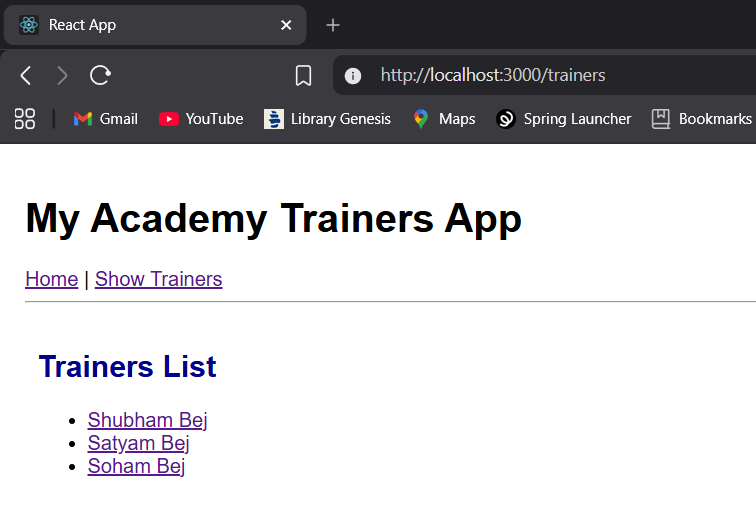 React App
http://localhost:3000/trainers
Gmail YouTube Library Genesis Maps Spring Launcher Bookmarks
My Academy Trainers App
Home | Show Trainers
Trainers List
Shubham Bej
Satyam Bej
Soham Bej